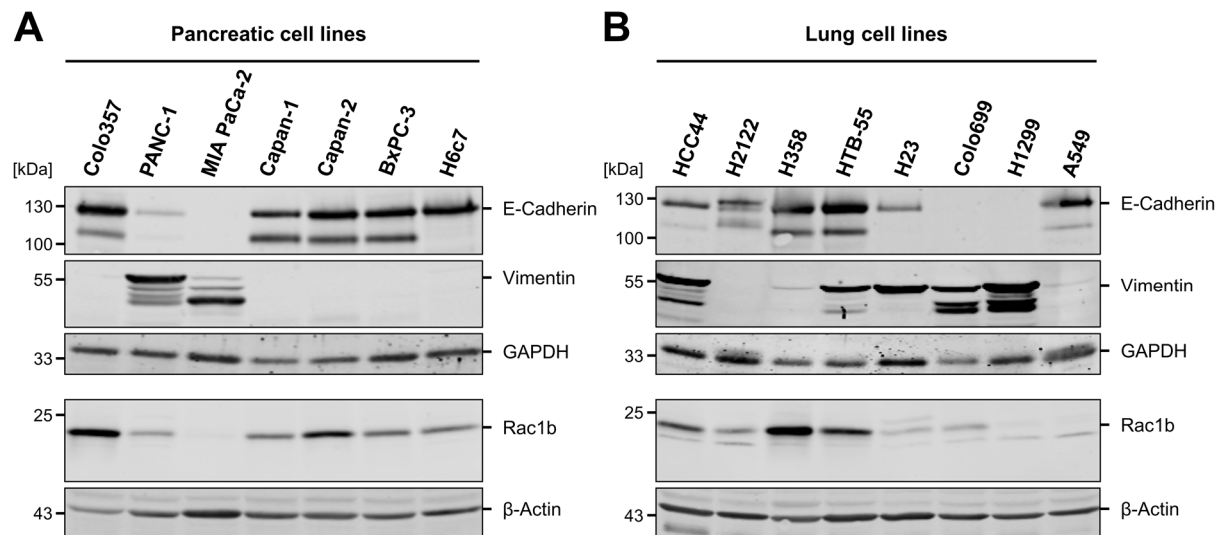 A
Pancreatic cell lines
Colo357
PANC-1
MIA PaCa-2
Capan-1
Capan-2
BxPC-3
H6c7
[kDa]
130
E-Cadherin
100
55
Vimentin
33
GAPDH
25
Rac1b
43
β-Actin
B
Lung cell lines
HCC44
H2122
H358
HTB-55
H23
Colo699
H1299
A549
[kDa]
130
E-Cadherin
100
55
Vimentin
33
GAPDH
25
Rac1b
43
β-Actin